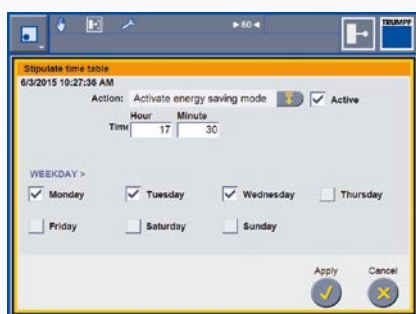 ►60◄
TRUMPF
Stipulate time table
6/3/2015 10:27:36 AM
Action: Activate energy saving mode Active
Hour Minute
Time 17 30
WEEKDAY >
Monday Tuesday Wednesday Thursday
Friday Saturday Sunday
Apply Cancel